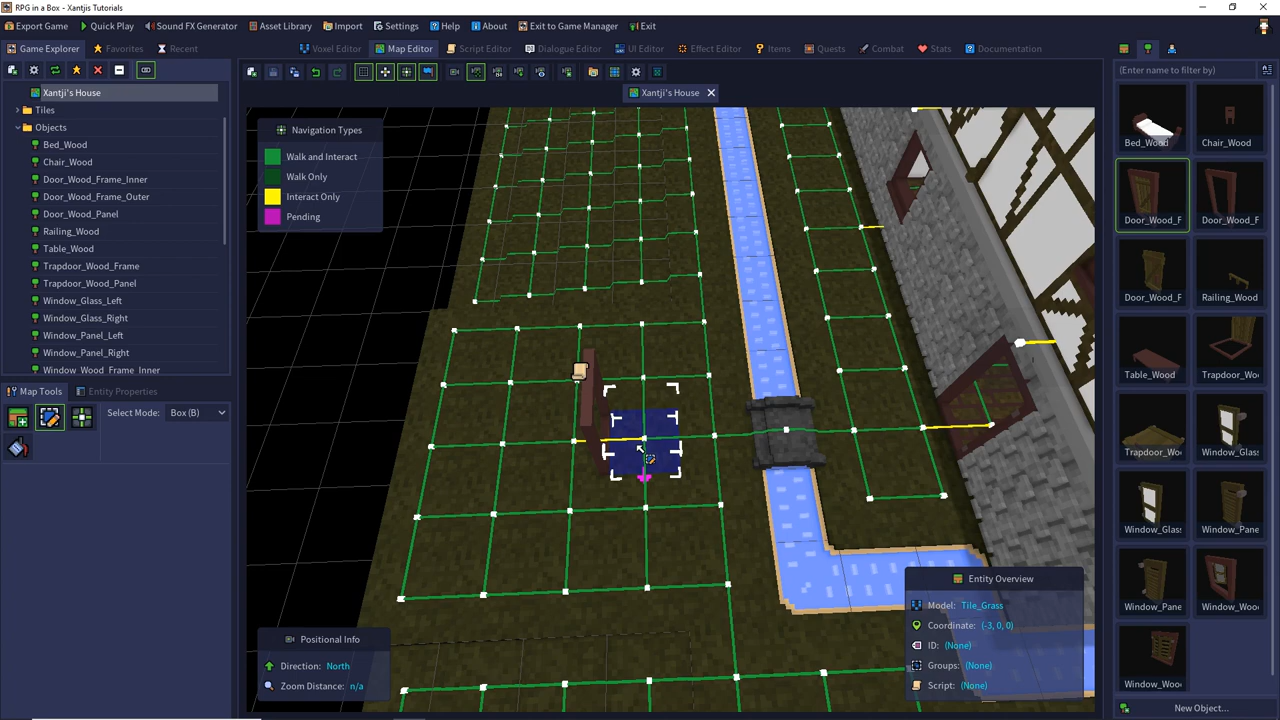 RPG in a Box - Xantjis Tutorials
Export Game Quick Play Sound FX Generator Asset Library Import Settings Help About Exit to Game Manager Exit
Game Explorer Favorites Recent Voxel Editor Map Editor Script Editor Dialogue Editor UI Editor Effect Editor Items Quests Combat Stats Documentation
(Enter name to filter by)
Xantji's House
Tiles
Objects
Bed_Wood
Chair_Wood
Door_Wood_Frame_Inner
Door_Wood_Frame_Outer
Door_Wood_Panel
Railing_Wood
Table_Wood
Trapdoor_Wood_Frame
Trapdoor_Wood_Panel
Window_Glass_Left
Window_Glass_Right
Window_Panel_Left
Window_Panel_Right
Window_Wood_Frame_Inner
Map Tools Entity Properties
Select Mode: Box (B)
Xantji's House
Navigation Types
Walk and Interact
Walk Only
Interact Only
Pending
Positional Info
Direction: North
Zoom Distance: n/a
Entity Overview
Model: Tile_Grass
Coordinate: (-3, 0, 0)
ID: (None)
Groups: (None)
Script: (None)
Bed_Wood Chair_Wood
Door_Wood_F Door_Wood_F
Door_Wood_F Railing_Wood
Table_Wood Trapdoor_Wo
Trapdoor_Wo Window_Glass
Window_Glass Window_Pane
Window_Pane Window_Wood
Window_Wood
New Object...